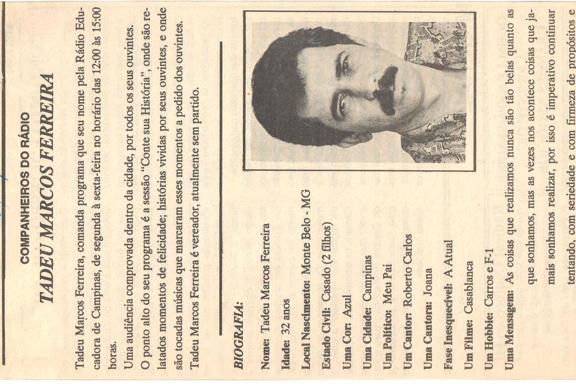 COMPANHEIROS DO RÁDIO
TADEU MARCOS FERREIRA
Tadeu Marcos Ferreira, comanda programa que seu nome pela Rádio Edu-
cadora de Campinas, de segunda à sexta-feira no horário das 12:00 às 15:00
horas.
Uma audiência comprovada dentro da cidade, por todos os seus ouvintes.
O ponto alto do seu programa é a sessão "Conte sua História", onde são re-
latados momentos de felicidade; histórias vividas por seus ouvintes, e onde
são tocadas músicas que marcaram esses momentos a pedido dos ouvintes.
Tadeu Marcos Ferreira é vereador, atualmente sem partido.
BIOGRAFIA:
Nome: Tadeu Marcos Ferreira
Idade: 32 anos
Local Nascimento: Monte Belo - MG
Estado Civil: Casado (2 filhos)
Uma Cor: Azul
Uma Cidade: Campinas
Um Político: Meu Pai
Um Cantor: Roberto Carlos
Uma Cantora: Joana
Fase Inesquecível: A Atual
Um Filme: Casablanca
Um Hobbie: Carros e F-1
Uma Mensagem: As coisas que realizamos nunca são tão belas quanto as
que sonhamos, mas as vezes nos acontece coisas que ja-
mais sonhamos realizar, por isso é imperativo continuar
tentando, com seriedade e com firmeza de propósitos e